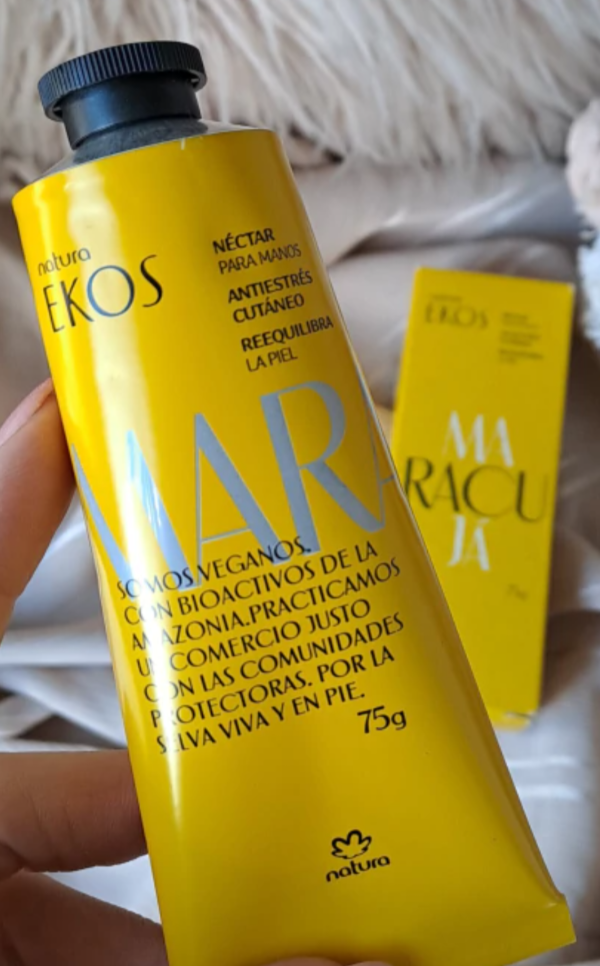 natura
EKOS
NÉCTAR
PARA MANOS
ANTIESTRÉS
CUTÁNEO
REEQUILIBRA
LA PIEL
MARA
SOMOS VEGANOS.
CON BIOACTIVOS DE LA
AMAZONIA.PRACTICAMOS
UN COMERCIO JUSTO
CON LAS COMUNIDADES
PROTECTORAS. POR LA
SELVA VIVA Y EN PIE.
75g
natura
EKOS
MA
RACU
JÁ